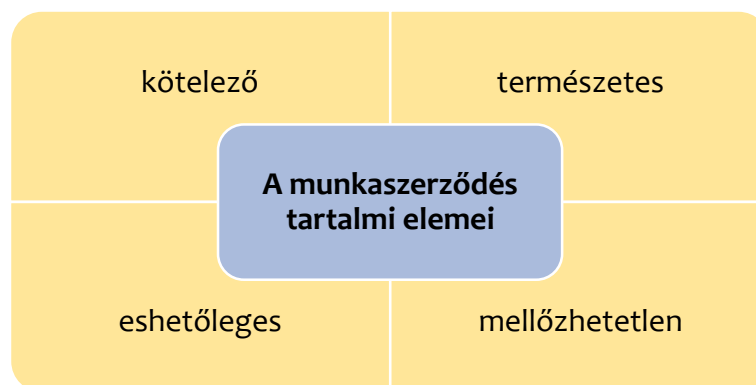 kötelező
természetes
A munkaszerződés
tartalmi elemei
eshetőleges
mellőzhetetlen